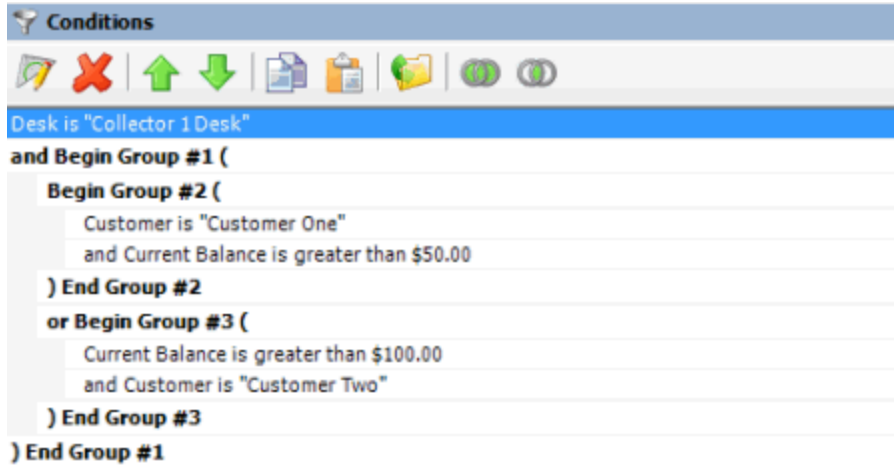 Conditions
Desk is "Collector 1 Desk"
and Begin Group #1 (
Begin Group #2 (
Customer is "Customer One"
and Current Balance is greater than $50.00
) End Group #2
or Begin Group #3 (
Current Balance is greater than $100.00
and Customer is "Customer Two"
) End Group #3
) End Group #1